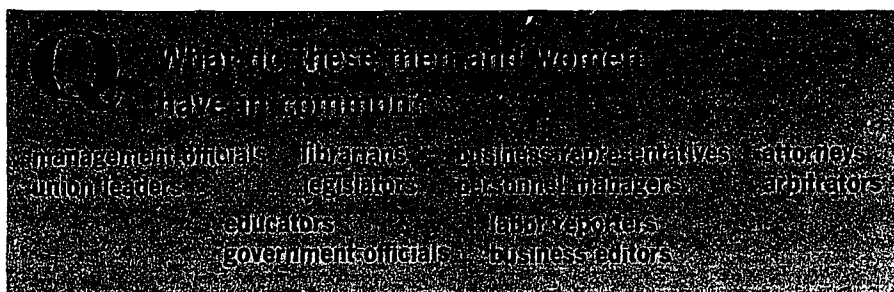 Q What do these men and women
have in common?
management officials librarians business representatives attorneys
union leaders legislators personnel managers arbitrators
educators labor reporters
government officials business editors